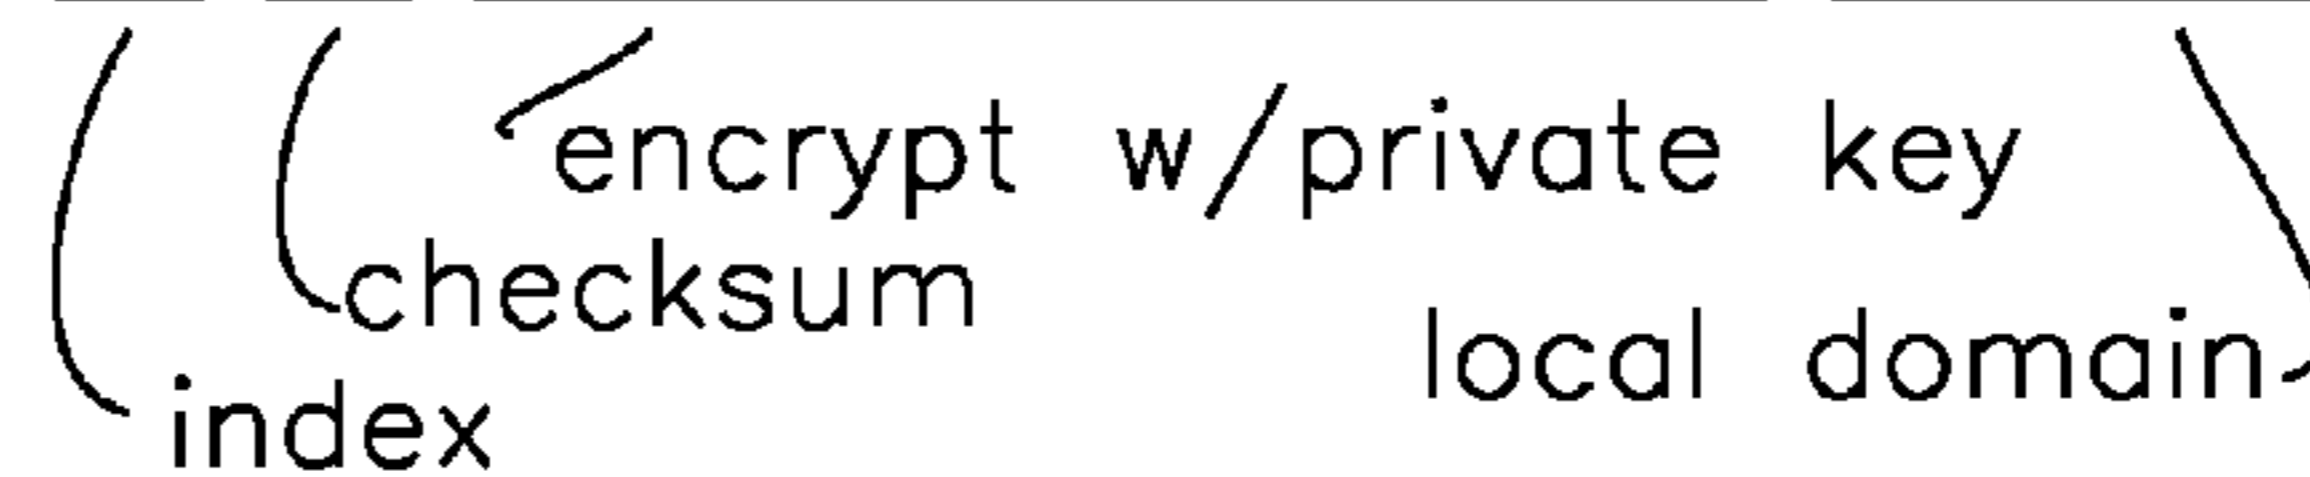 encrypt w/private key
checksum
local domain
index